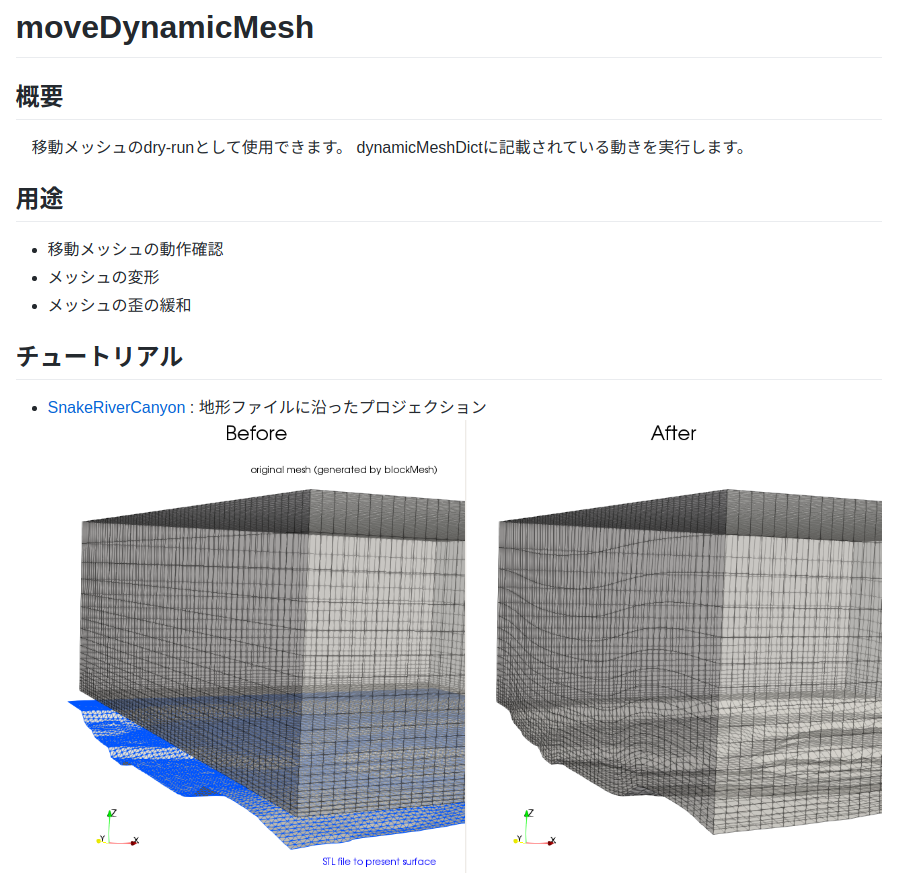 moveDynamicMesh
概要
移動メッシュのdry-runとして使用できます。 dynamicMeshDictに記載されている動きを実行します。
用途
移動メッシュの動作確認
メッシュの変形
メッシュの歪の緩和
チュートリアル
SnakeRiverCanyon : 地形ファイルに沿ったプロジェクション
Before
original mesh (generated by blockMesh)
Z
Y
X
STL file to present surface
After
Z
Y
X